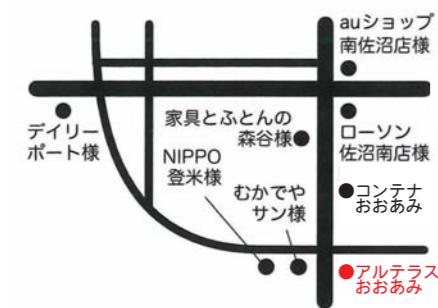 auショップ
南佐沼店様
デイリー
ポート様
家具とふとんの
森谷様
ローソン
佐沼南店様
NIPPO
登米様
むかでや
サン様
コンテナ
おおあみ
アルテラス
おおあみ